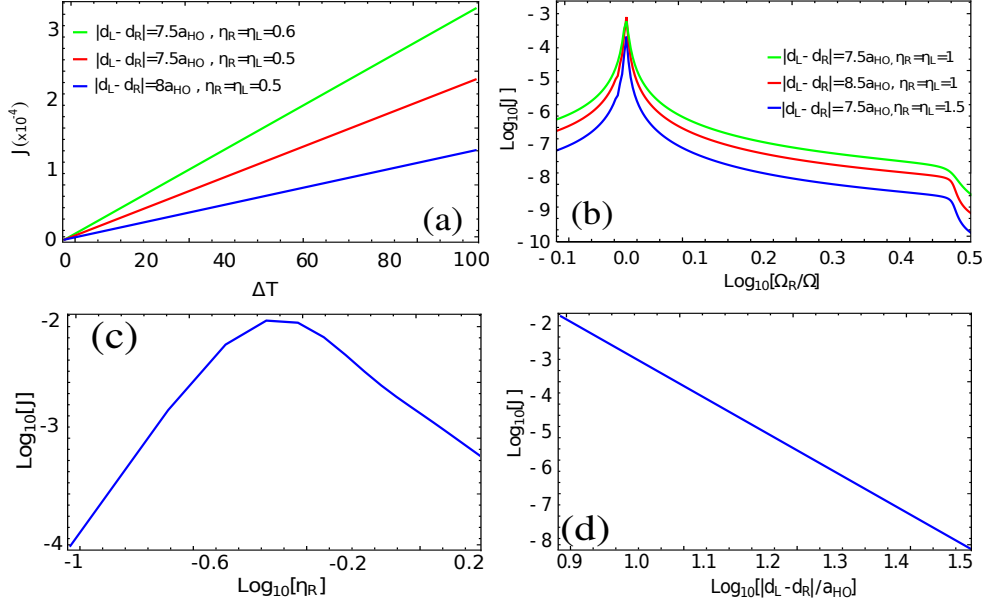 3
2
1
0
J (x10⁻⁴)
|d_L - d_R|=7.5a_HO , η_R=η_L=0.6
|d_L - d_R|=7.5a_HO , η_R=η_L=0.5
|d_L - d_R|=8a_HO , η_R=η_L=0.5
(a)
0 20 40 60 80 100
ΔT
-3
-4
-5
-6
-7
-8
-9
-10
Log₁₀[J]
|d_L - d_R|=7.5a_HO, η_R=η_L=1
|d_L - d_R|=8.5a_HO, η_R=η_L=1
|d_L - d_R|=7.5a_HO, η_R=η_L=1.5
(b)
-0.1 0.0 0.1 0.2 0.3 0.4 0.5
Log₁₀[Ω_R/Ω]
(c)
-2
-3
-4
Log₁₀[J]
-1 -0.6 -0.2 0.2
Log₁₀[η_R]
-2
-3
-4
-5
-6
-7
-8
Log₁₀[J]
(d)
0.9 1.0 1.1 1.2 1.3 1.4 1.5
Log₁₀[|d_L-d_R|/a_HO]